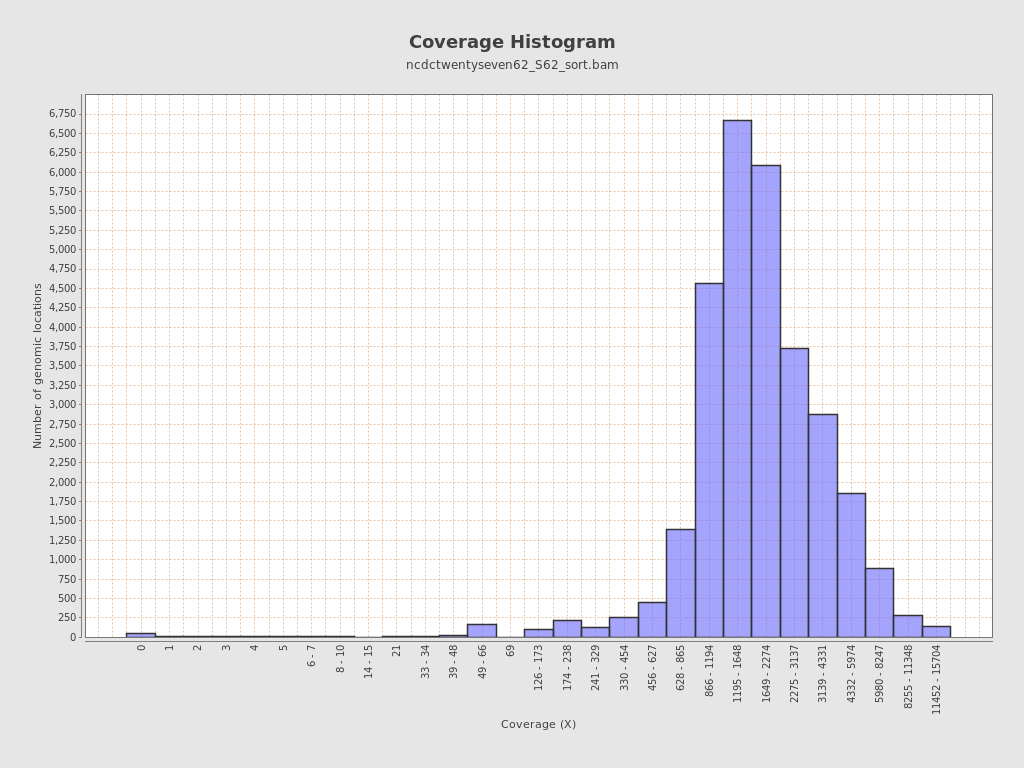 Coverage Histogram
ncdctwentyseven62_S62_sort.bam
Number of genomic locations
6,750
6,500
6,250
6,000
5,750
5,500
5,250
5,000
4,750
4,500
4,250
4,000
3,750
3,500
3,250
3,000
2,750
2,500
2,250
2,000
1,750
1,500
1,250
1,000
750
500
250
0
0
1
2
3
4
5
6 - 7
8 - 10
14 - 15
21
33 - 34
39 - 48
49 - 66
69
126 - 173
174 - 238
241 - 329
330 - 454
456 - 627
628 - 865
866 - 1194
1195 - 1648
1649 - 2274
2275 - 3137
3139 - 4331
4332 - 5974
5980 - 8247
8255 - 11348
11452 - 15704
Coverage (X)